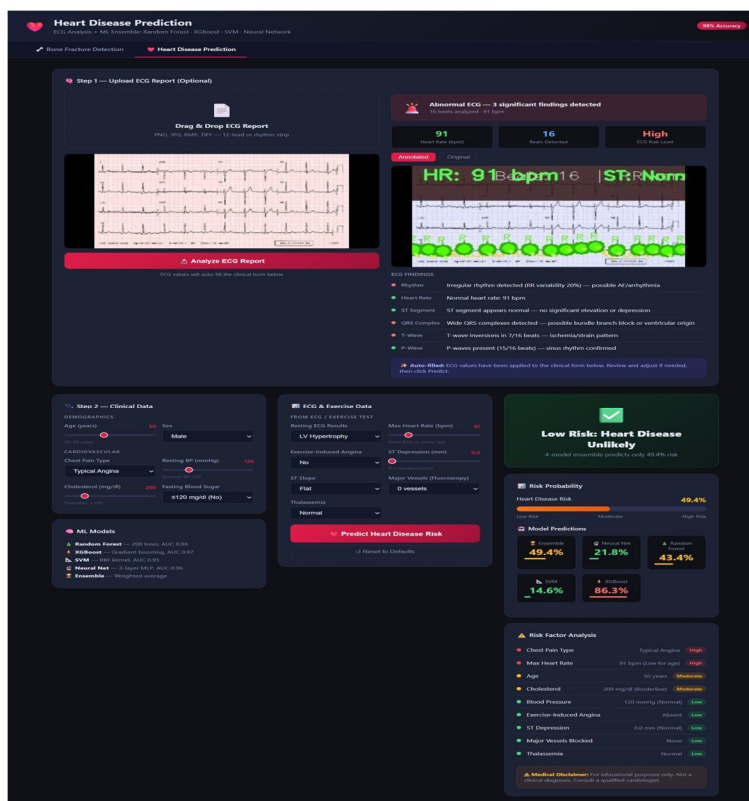 Heart Disease Prediction
ECG Analysis + ML Ensemble: Random Forest · XGBoost · SVM · Neural Network
98% Accuracy
Bone Fracture Detection
Heart Disease Prediction
Step 1 — Upload ECG Report (Optional)
Drag & Drop ECG Report
PNG, JPG, BMP, TIFF — 12-lead or rhythm strip
Analyze ECG Report
ECG values will auto-fill the clinical form below
Abnormal ECG — 3 significant findings detected
16 beats analyzed · 91 bpm
91
Heart Rate (bpm)
16
Beats Detected
High
ECG Risk Level
Annotated
Original
HR: 91 bpm
16
ST: Norm
ECG FINDINGS
Rhythm Irregular rhythm detected (RR variability 20%) — possible AF/arrhythmia
Heart Rate Normal heart rate: 91 bpm
ST Segment ST segment appears normal — no significant elevation or depression
QRS Complex Wide QRS complexes detected — possible bundle branch block or ventricular origin
T-Wave T-wave inversions in 7/16 beats — ischemia/strain pattern
P-Wave P-waves present (15/16 beats) — sinus rhythm confirmed
Auto-filled: ECG values have been applied to the clinical form below. Review and adjust if needed, then click Predict.
Step 2 — Clinical Data
DEMOGRAPHICS
Age (years) 50
Sex
Male
CARDIOVASCULAR
Chest Pain Type
Typical Angina
Resting BP (mmHg) 120
Cholesterol (mg/dl) 200
Fasting Blood Sugar
≤120 mg/dl (No)
ML Models
Random Forest — 200 trees, AUC 0.96
XGBoost — Gradient boosting, AUC 0.97
SVM — RBF kernel, AUC 0.95
Neural Net — 3-layer MLP, AUC 0.96
Ensemble — Weighted average
ECG & Exercise Data
FROM ECG / EXERCISE TEST
Resting ECG Results
LV Hypertrophy
Max Heart Rate (bpm) 91
Exercise-Induced Angina
No
ST Depression (mm) 0.0
ST Slope
Flat
Major Vessels (Fluoroscopy)
0 vessels
Thalassemia
Normal
Predict Heart Disease Risk
Reset to Defaults
Low Risk: Heart Disease
Unlikely
4-model ensemble predicts only 49.4% risk
Risk Probability
Heart Disease Risk 49.4%
Low Risk Moderate High Risk
Model Predictions
Ensemble
49.4%
Neural Net
21.8%
Random Forest
43.4%
SVM
14.6%
XGBoost
86.3%
Risk Factor Analysis
Chest Pain Type Typical Angina High
Max Heart Rate 91 bpm (Low for age) High
Age 50 years Moderate
Cholesterol 200 mg/dl (Borderline) Moderate
Blood Pressure 120 mmHg (Normal) Low
Exercise-Induced Angina Absent Low
ST Depression 0.0 mm (Normal) Low
Major Vessels Blocked None Low
Thalassemia Normal Low
Medical Disclaimer: For educational purposes only. Not a clinical diagnosis. Consult a qualified cardiologist.